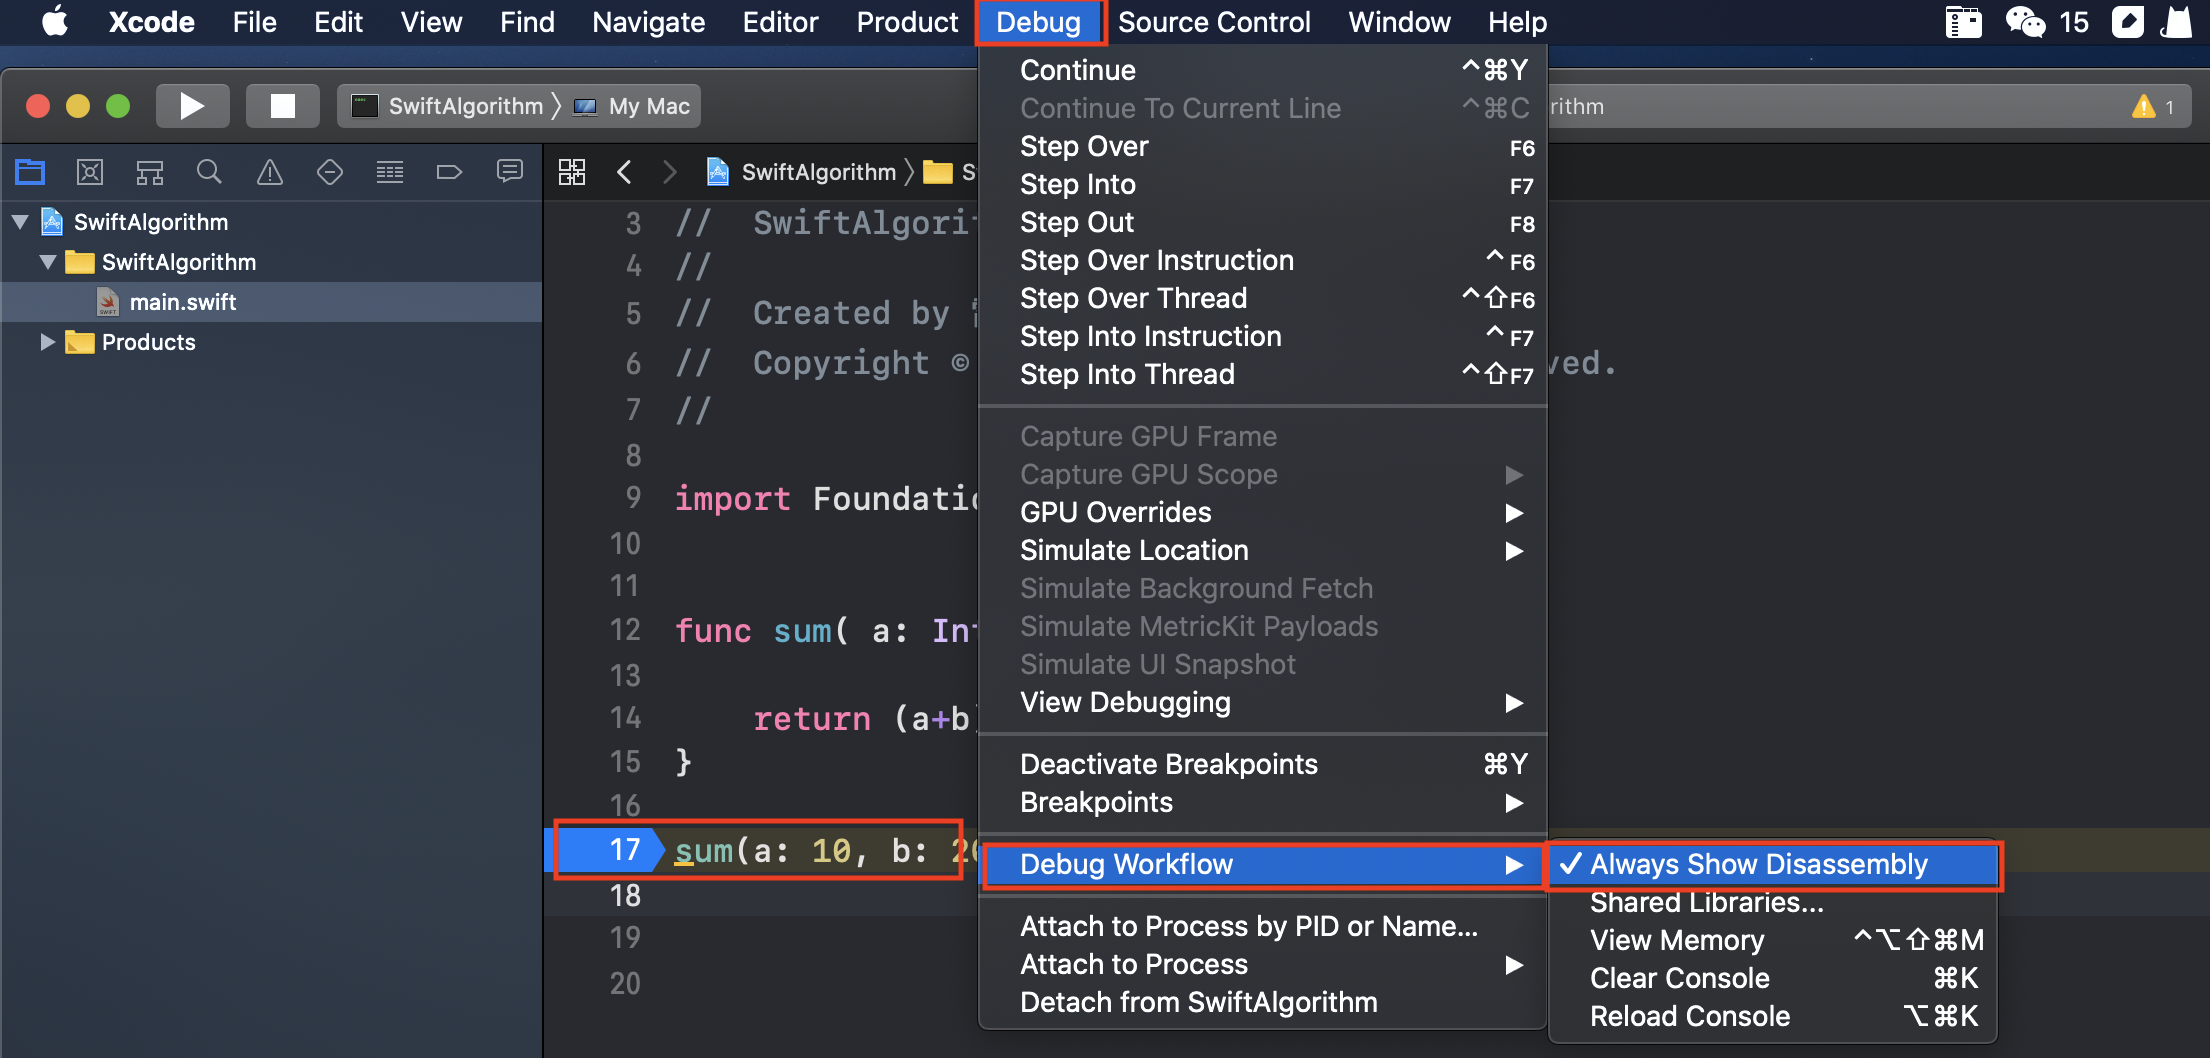 Xcode File Edit View Find Navigate Editor Product Debug Source Control Window Help 15
SwiftAlgorithm 〉 My Mac
rithm 1
SwiftAlgorithm
SwiftAlgorithm
main.swift
Products
SwiftAlgorithm 〉 S
3 // SwiftAlgorit
4 //
5 // Created by
6 // Copyright © ved.
7 //
8
9 import Foundatio
10
11
12 func sum( a: Int
13
14 return (a+b)
15 }
16
17 sum(a: 10, b: 20
18
19
20
Continue ^⌘Y
Continue To Current Line ^⌘C
Step Over F6
Step Into F7
Step Out F8
Step Over Instruction ^F6
Step Over Thread ^⇧F6
Step Into Instruction ^F7
Step Into Thread ^⇧F7
Capture GPU Frame
Capture GPU Scope ▶
GPU Overrides ▶
Simulate Location ▶
Simulate Background Fetch
Simulate MetricKit Payloads
Simulate UI Snapshot
View Debugging ▶
Deactivate Breakpoints ⌘Y
Breakpoints ▶
Debug Workflow ▶
Attach to Process by PID or Name...
Attach to Process ▶
Detach from SwiftAlgorithm
✓ Always Show Disassembly
Shared Libraries...
View Memory ^⌥⇧⌘M
Clear Console ⌘K
Reload Console ⌥⌘K